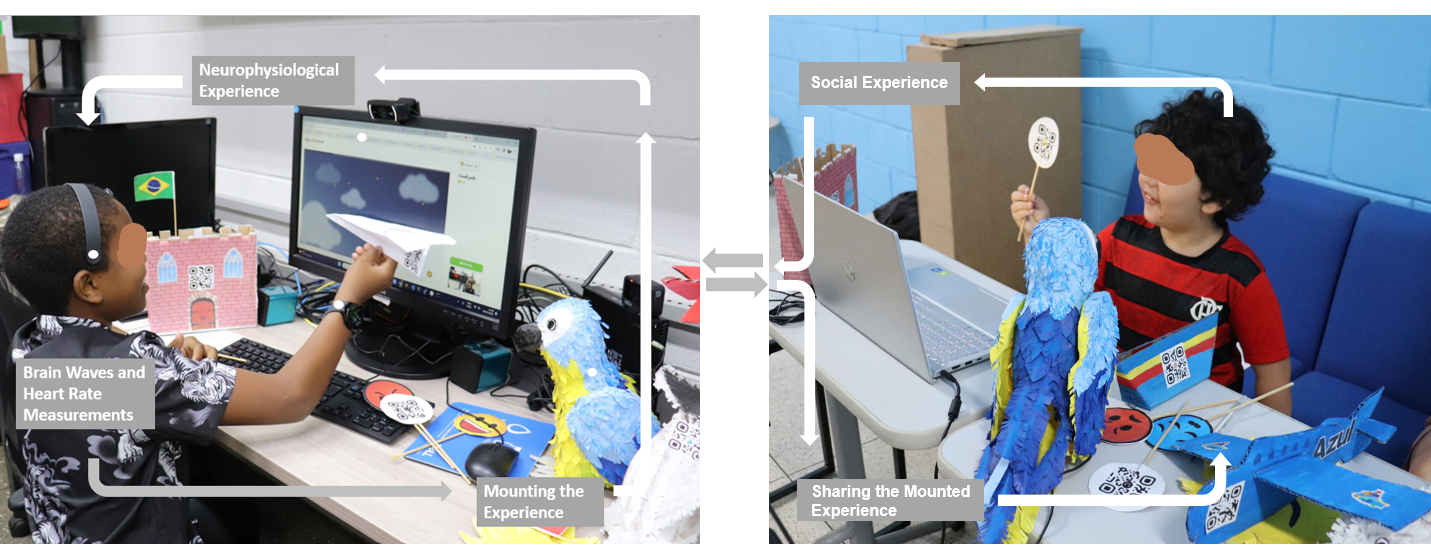 Neurophysiological
Experience
Brain Waves and
Heart Rate
Measurements
Mounting the
Experience
Social Experience
Sharing the Mounted
Experience
Azul